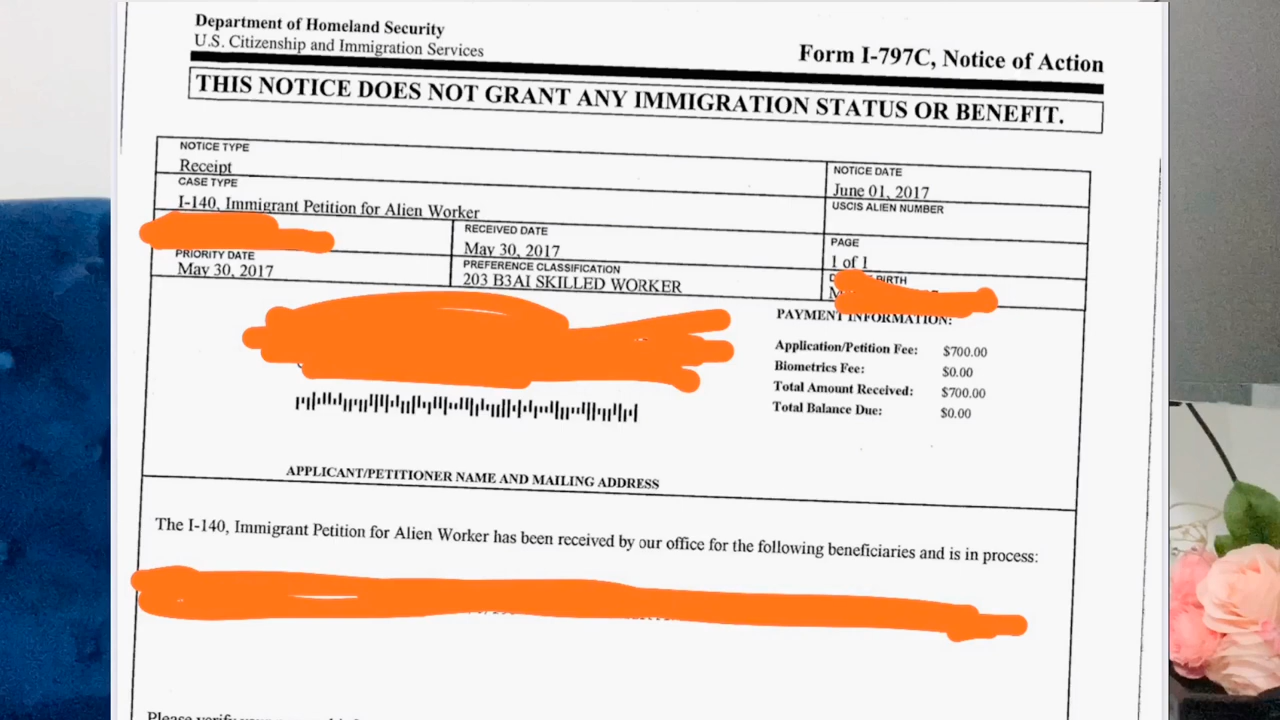 Department of Homeland Security
U.S. Citizenship and Immigration Services
Form I-797C, Notice of Action
THIS NOTICE DOES NOT GRANT ANY IMMIGRATION STATUS OR BENEFIT.
NOTICE TYPE
Receipt
NOTICE DATE
June 01, 2017
CASE TYPE
I-140, Immigrant Petition for Alien Worker
USCIS ALIEN NUMBER
RECEIVED DATE
May 30, 2017
PAGE
1 of 1
PRIORITY DATE
May 30, 2017
PREFERENCE CLASSIFICATION
203 B3AI SKILLED WORKER
BIRTH
PAYMENT INFORMATION:
Application/Petition Fee: $700.00
Biometrics Fee: $0.00
Total Amount Received: $700.00
Total Balance Due: $0.00
APPLICANT/PETITIONER NAME AND MAILING ADDRESS
The I-140, Immigrant Petition for Alien Worker has been received by our office for the following beneficiaries and is in process:
Please verify your